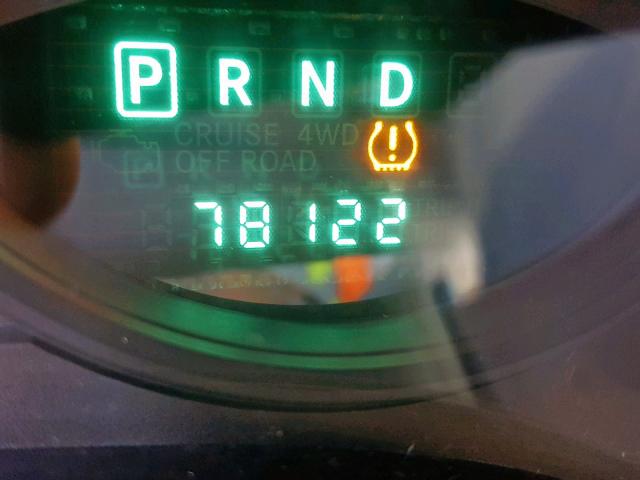 P R N D
CRUISE 4WD
OFF ROAD
78122